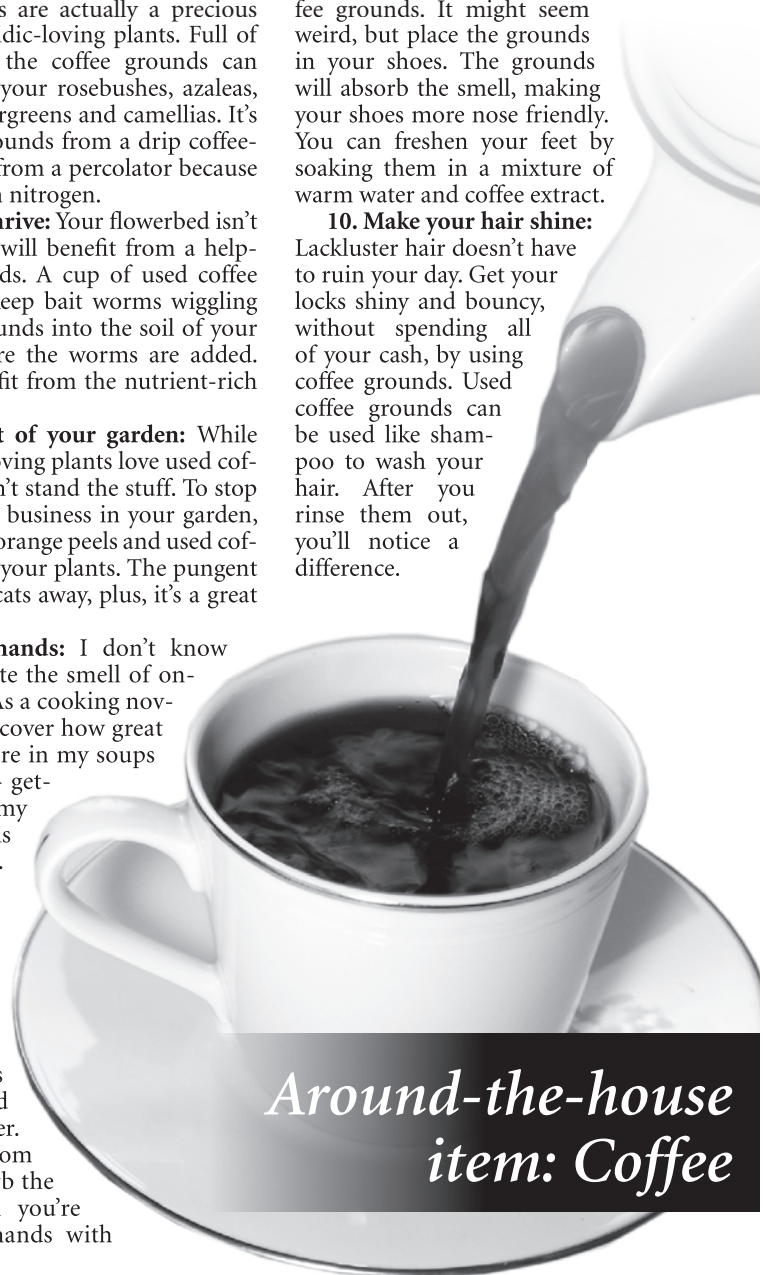 s are actually a precious
idic-loving plants. Full of
the coffee grounds can
your rosebushes, azaleas,
rgreens and camellias. It’s
ounds from a drip coffee-
from a percolator because
n nitrogen.
hrive: Your flowerbed isn’t
will benefit from a help-
ds. A cup of used coffee
keep bait worms wiggling
unds into the soil of your
re the worms are added.
fit from the nutrient-rich
t of your garden: While
oving plants love used cof-
n’t stand the stuff. To stop
business in your garden,
orange peels and used cof-
your plants. The pungent
cats away, plus, it’s a great
hands: I don’t know
te the smell of on-
As a cooking nov-
cover how great
re in my soups
- get-
my
is
.
s
d
er.
om
rb the
you’re
hands with
fee grounds. It might seem
weird, but place the grounds
in your shoes. The grounds
will absorb the smell, making
your shoes more nose friendly.
You can freshen your feet by
soaking them in a mixture of
warm water and coffee extract.
10. Make your hair shine:
Lackluster hair doesn’t have
to ruin your day. Get your
locks shiny and bouncy,
without spending all
of your cash, by using
coffee grounds. Used
coffee grounds can
be used like sham-
poo to wash your
hair. After you
rinse them out,
you’ll notice a
difference.
Around-the-house
item: Coffee